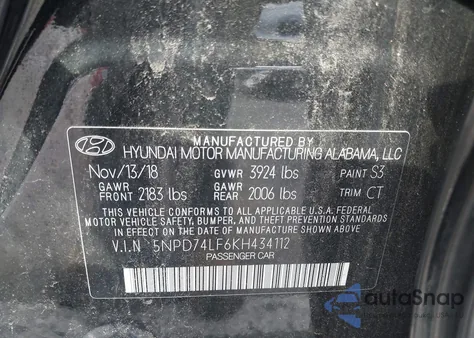 MANUFACTURED BY
HYUNDAI MOTOR MANUFACTURING ALABAMA, LLC
Nov/13/18 GVWR 3924 lbs PAINT S3
GAWR FRONT 2183 lbs GAWR REAR 2006 lbs TRIM CT
THIS VEHICLE CONFORMS TO ALL APPLICABLE U.S. FEDERAL
MOTOR VEHICLE SAFETY, BUMPER, AND THEFT PREVENTION STANDARDS
IN EFFECT ON THE DATE OF MANUFACTURE SHOWN ABOVE.
V.I.N 5NPD74LF6KH434112
PASSENGER CAR
autoSnap